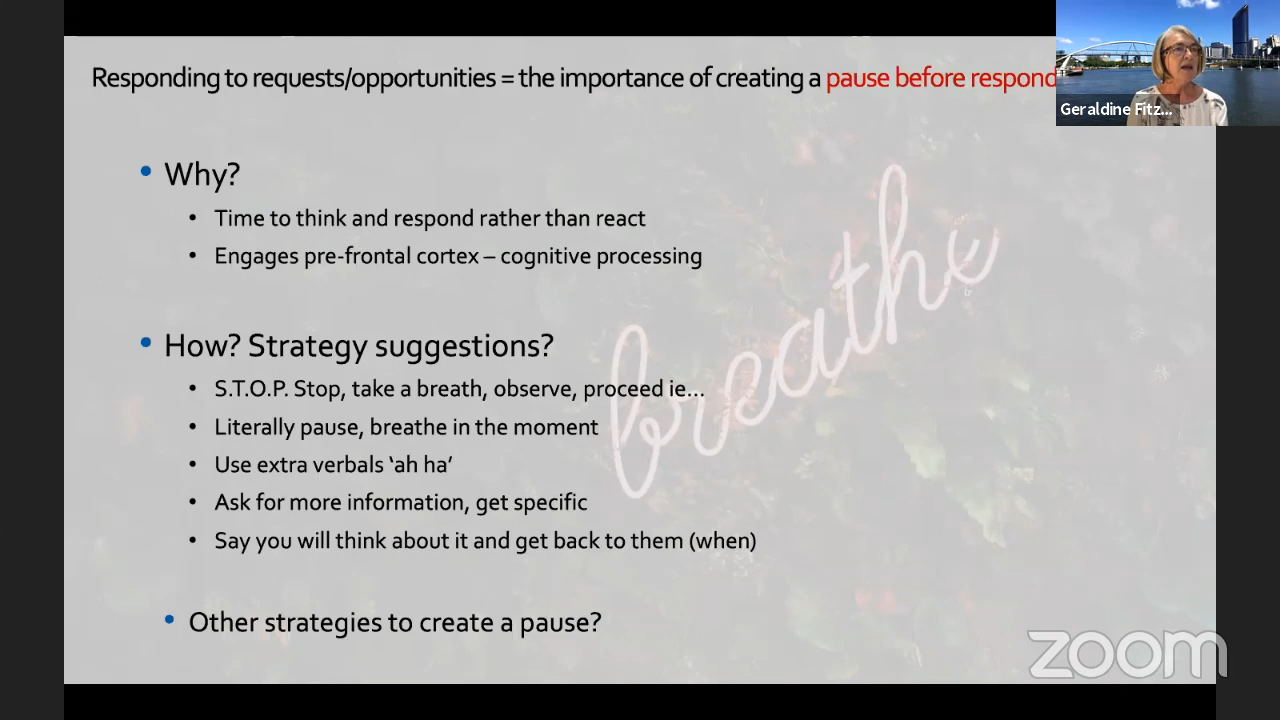 Responding to requests/opportunities = the importance of creating a pause before respond
Geraldine Fitz...
• Why?
• Time to think and respond rather than react
• Engages pre-frontal cortex – cognitive processing
• How? Strategy suggestions?
• S.T.O.P. Stop, take a breath, observe, proceed ie...
• Literally pause, breathe in the moment
• Use extra verbals ‘ah ha’
• Ask for more information, get specific
• Say you will think about it and get back to them (when)
• Other strategies to create a pause?
breathe
zoom